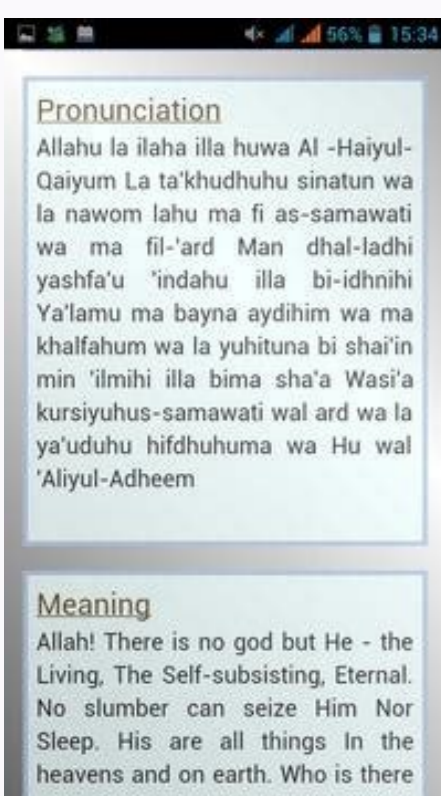 56% 15:34
Pronunciation
Allahu la ilaha illa huwa Al -Haiyul-
Qaiyum La ta'khudhuhu sinatun wa
la nawom lahu ma fi as-samawati
wa ma fil-'ard Man dhal-ladhi
yashfa'u 'indahu illa bi-idhnihi
Ya'lamu ma bayna aydihim wa ma
khalfahum wa la yuhituna bi shai'in
min 'ilmihi illa bima sha'a Wasi'a
kursiyuhus-samawati wal ard wa la
ya'uduhu hifdhuhuma wa Hu wal
'Aliyul-Adheem
Meaning
Allah! There is no god but He - the
Living, The Self-subsisting, Eternal.
No slumber can seize Him Nor
Sleep. His are all things In the
heavens and on earth. Who is there